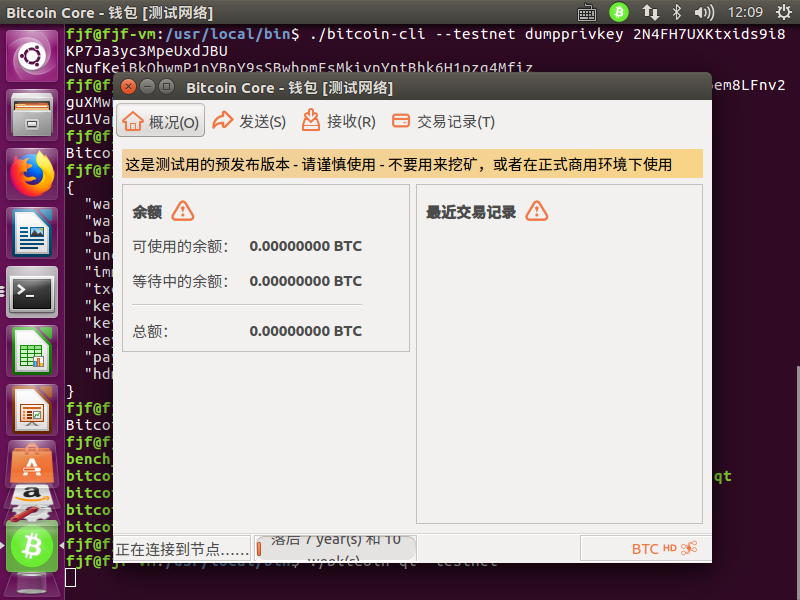 Bitcoin Core - 钱包 [测试网络]
12:09
fjf@fjf-vm:/usr/local/bin$ ./bitcoin-cli --testnet dumpprivkey 2N4FH7UXKtxids9i8
KP7Ja3yc3MpeUxdJBU
cNufKeiBkQhwmP1nYBnY9sSBwhpmEsMkivnYntBhk6H1pzq4Mfiz
fjf@f
pem8LFnv2
guXMw
cU1Va
fjf@f
Bitco
fjf@f
{
"wa
"wa
"ba
"un
"im
"tx
"ke
"ke
"ke
"pa
"hd
}
fjf@f
Bitco
fjf@f
bench
bitco
qt
bitco
bitco
bitco
fjf@f
fjf@fjf-vm:/usr/local/bin$ ./bitcoin-qt --testnet
Bitcoin Core - 钱包 [测试网络]
概况(O)
发送(S)
接收(R)
交易记录(T)
这是测试用的预发布版本 - 请谨慎使用 - 不要用来挖矿，或者在正式商用环境下使用
余额
可使用的余额： 0.00000000 BTC
等待中的余额： 0.00000000 BTC
总额： 0.00000000 BTC
最近交易记录
正在连接到节点……
落后 7 year(s) 和 10
week(s)
BTC HD